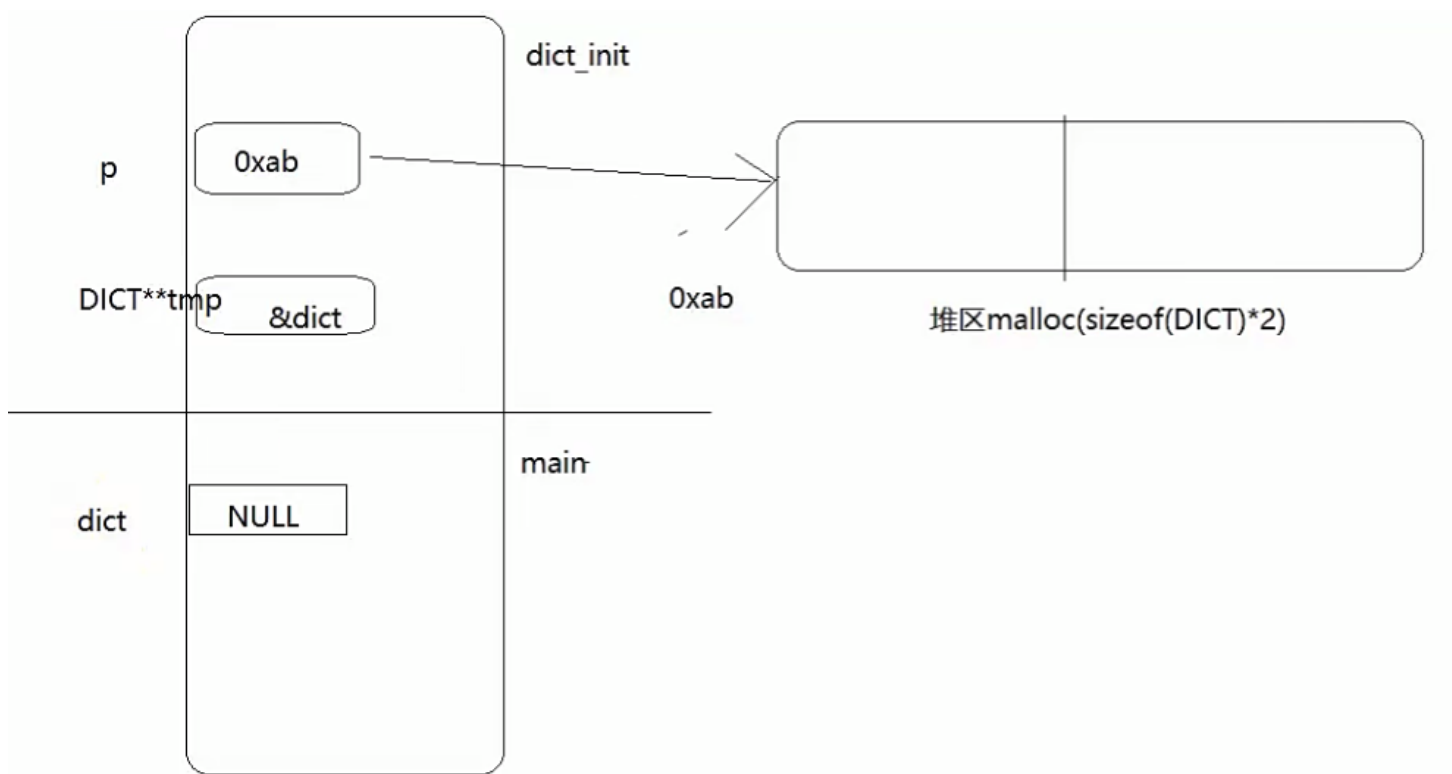 dict_init
p
0xab
DICT**tmp
&dict
0xab
堆区malloc(sizeof(DICT)*2)
main
dict
NULL